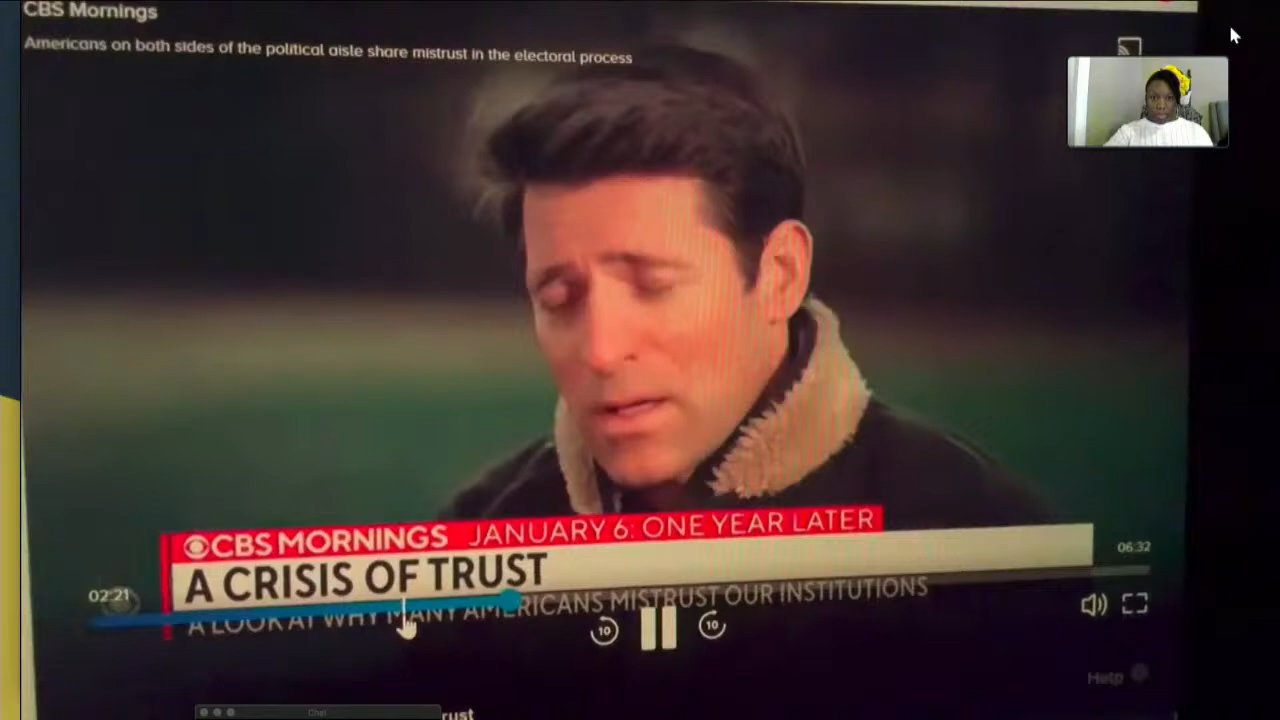 CBS Mornings
Americans on both sides of the political aisle share mistrust in the electoral process
CBS MORNINGS JANUARY 6: ONE YEAR LATER
A CRISIS OF TRUST
A LOOK AT WHY MANY AMERICANS MISTRUST OUR INSTITUTIONS
02:21
06:32
10
10
Help
Chat
rust